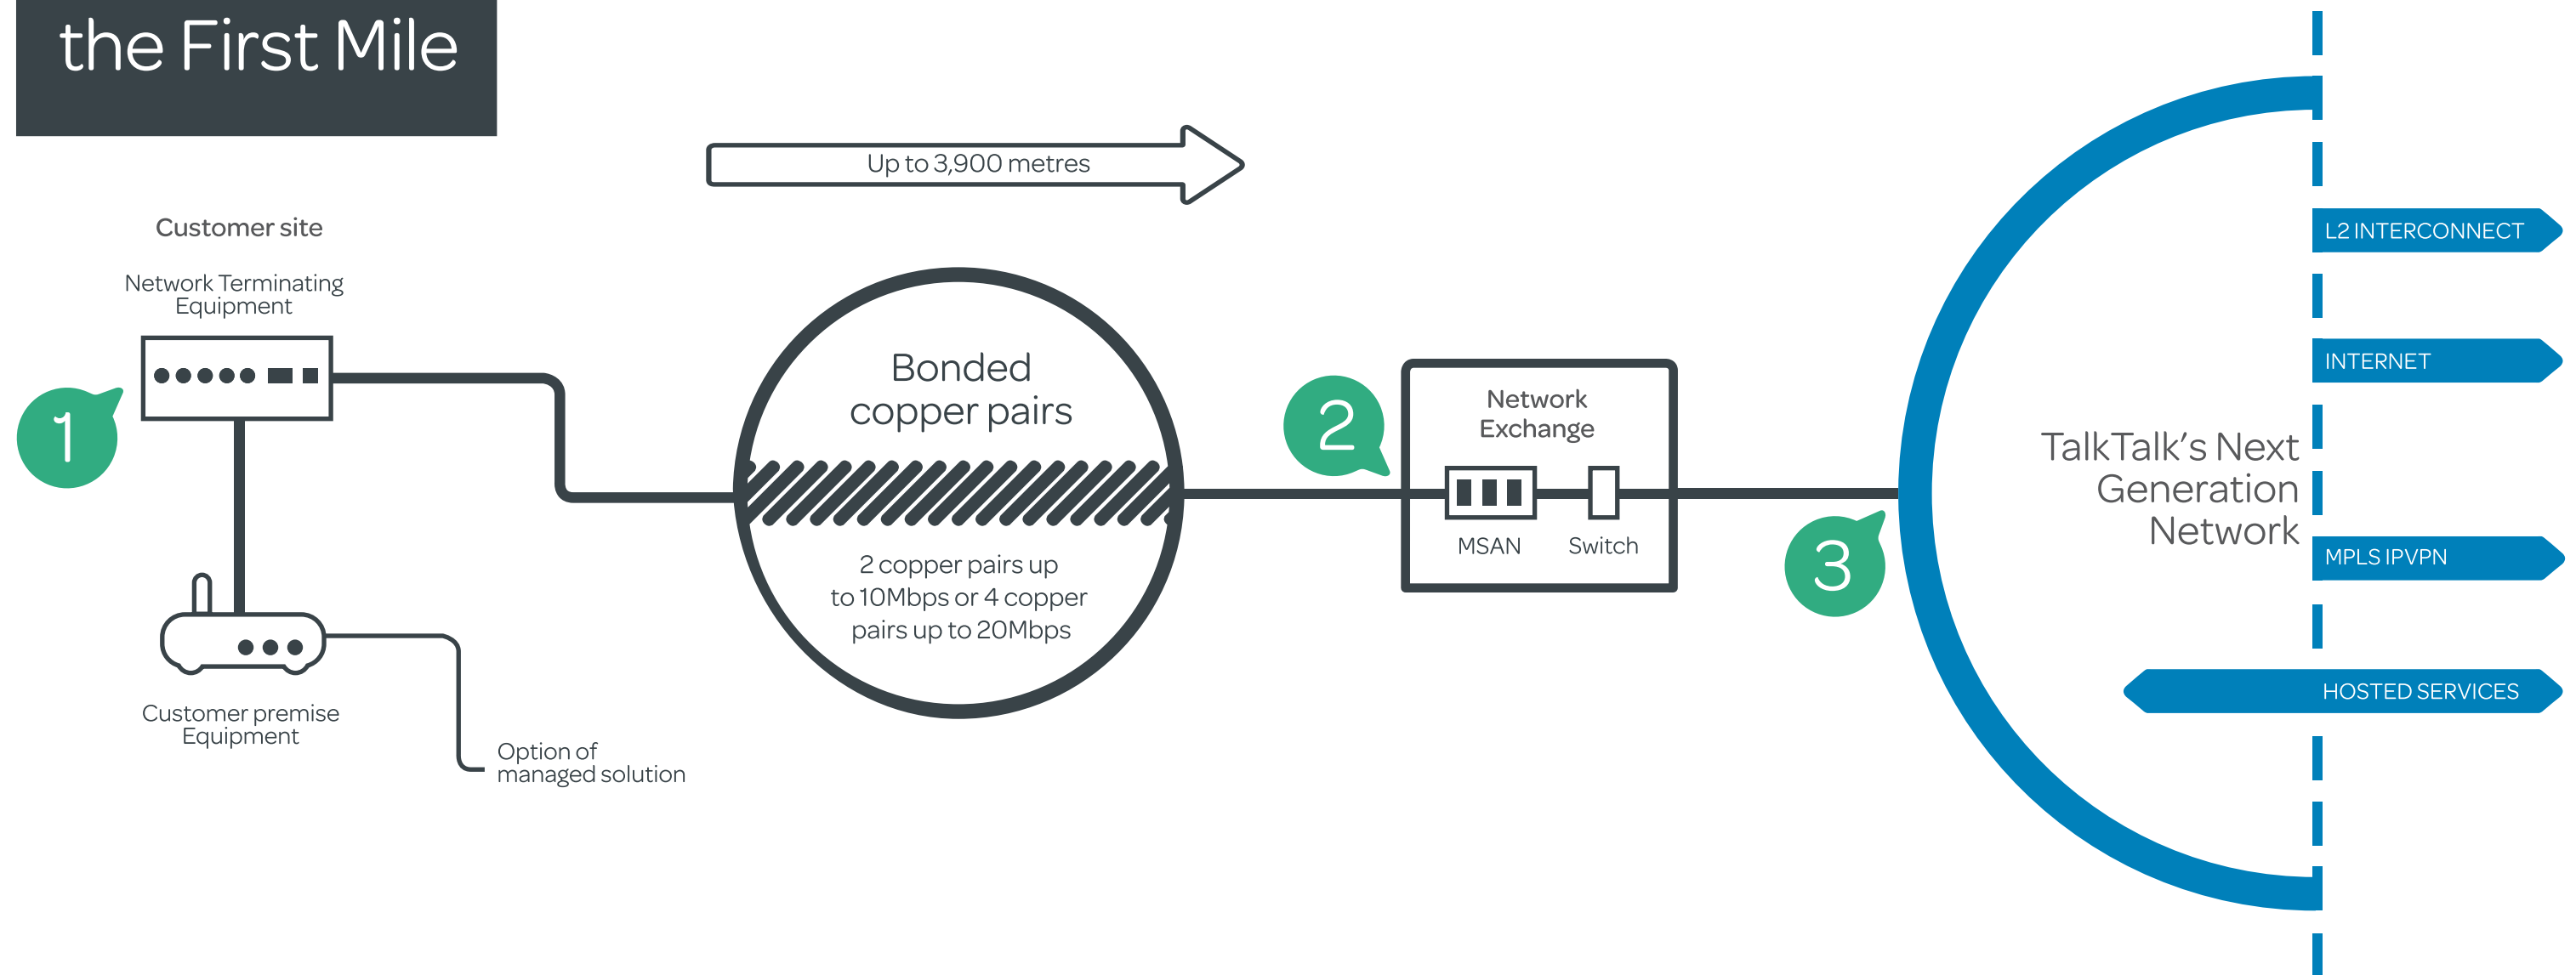 the First Mile
Up to 3,900 metres
Customer site
Network Terminating
Equipment
1
Customer premise
Equipment
Option of
managed solution
Bonded
copper pairs
2 copper pairs up
to 10Mbps or 4 copper
pairs up to 20Mbps
2
Network
Exchange
MSAN
Switch
3
TalkTalk's Next
Generation
Network
L2 INTERCONNECT
INTERNET
MPLS IPVPN
HOSTED SERVICES